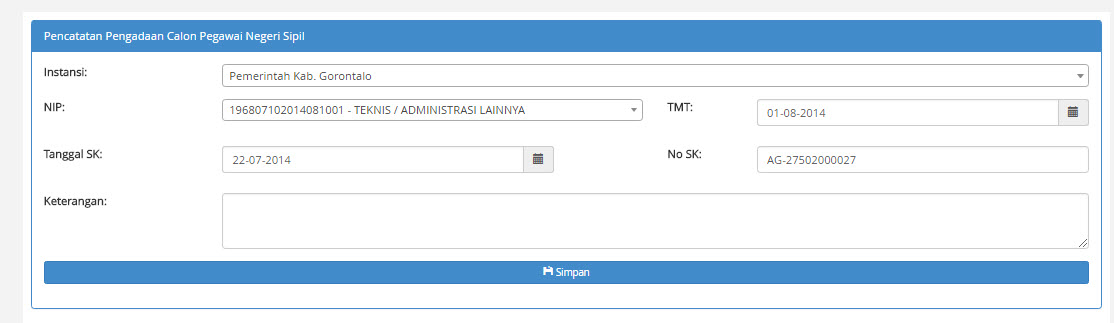 Pencatatan Pengadaan Calon Pegawai Negeri Sipil
Instansi:
Pemerintah Kab. Gorontalo
NIP:
196807102014081001 - TEKNIS / ADMINISTRASI LAINNYA
TMT:
01-08-2014
Tanggal SK:
22-07-2014
No SK:
AG-27502000027
Keterangan:
Simpan